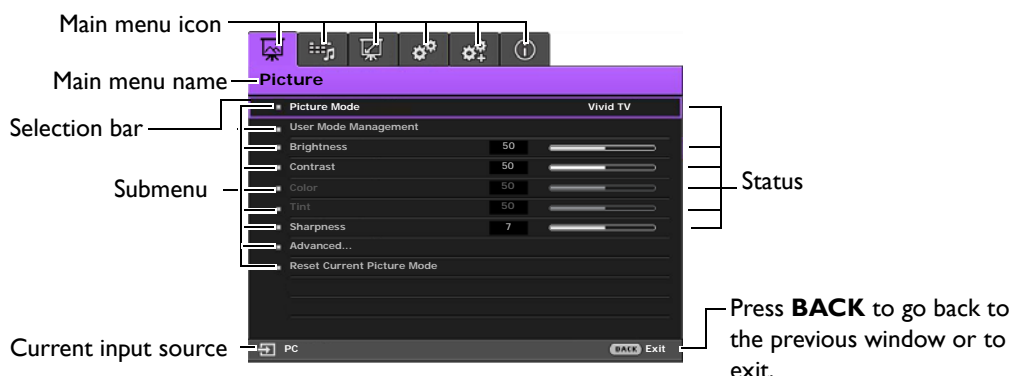 Main menu icon
Main menu name
Picture
Selection bar
Picture Mode Vivid TV
User Mode Management
Brightness 50
Contrast 50
Submenu
Color 50
Status
Tint 50
Sharpness 7
Advanced...
Reset Current Picture Mode
Current input source
PC
BACK Exit
Press BACK to go back to
the previous window or to
exit.